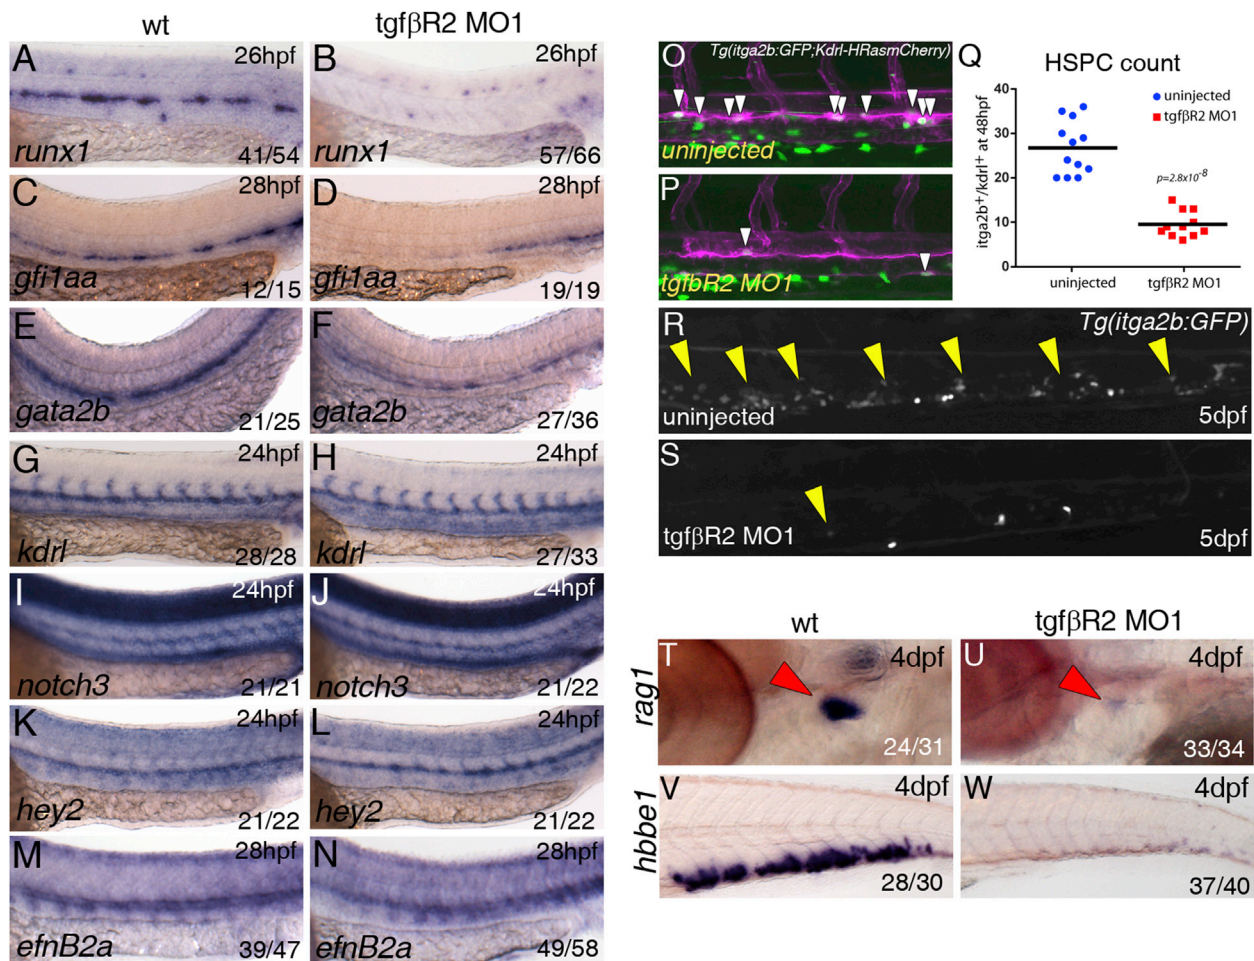 wt
tgfβR2 MO1
A
26hpf
runx1
41/54
B
26hpf
runx1
57/66
C
28hpf
gfi1aa
12/15
D
28hpf
gfi1aa
19/19
E
gata2b
21/25
F
gata2b
27/36
G
24hpf
kdrl
28/28
H
24hpf
kdrl
27/33
I
24hpf
notch3
21/21
J
24hpf
notch3
21/22
K
24hpf
hey2
21/22
L
24hpf
hey2
21/22
M
28hpf
efnB2a
39/47
N
28hpf
efnB2a
49/58
O
Tg(itga2b:GFP;Kdrl-HRasmCherry)
uninjected
P
tgfbR2 MO1
Q
HSPC count
uninjected
tgfβR2 MO1
itga2b+/kdrl+ at 48hpf
40
30
20
10
0
p=2.8x10-8
uninjected
tgfβR2 MO1
R
Tg(itga2b:GFP)
uninjected
5dpf
S
tgfβR2 MO1
5dpf
wt
tgfβR2 MO1
rag1
T
4dpf
24/31
U
4dpf
33/34
hbbe1
V
4dpf
28/30
W
4dpf
37/40